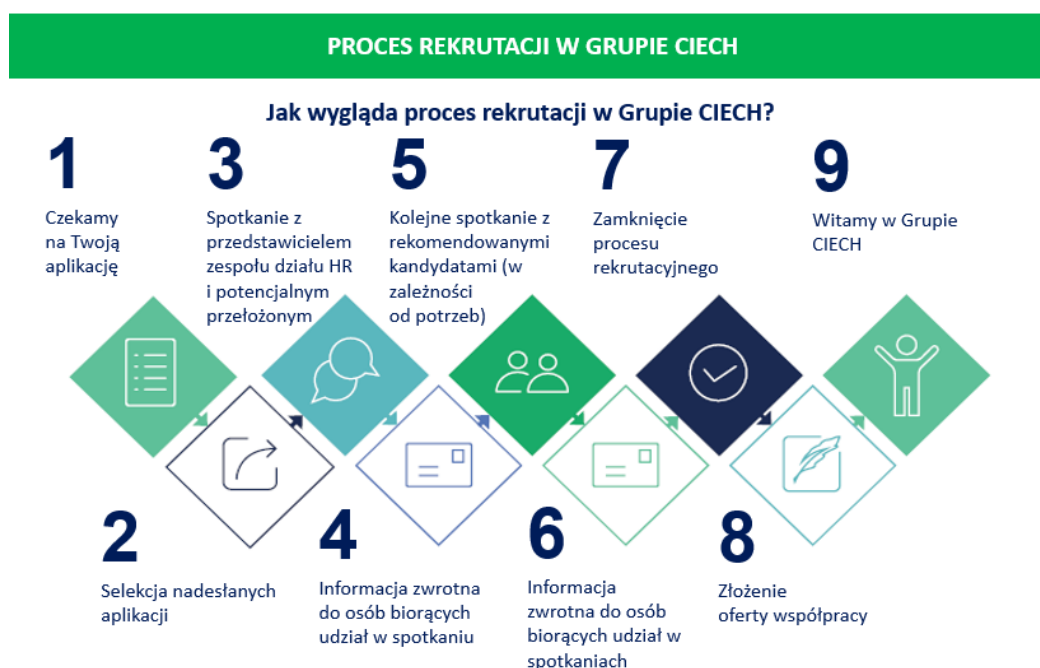 PROCES REKRUTACJI W GRUPIE CIECH
Jak wygląda proces rekrutacji w Grupie CIECH?
1
Czekamy
na Twoją
aplikację
2
Selekcja nadesłanych
aplikacji
3
Spotkanie z
przedstawicielem
zespołu działu HR
i potencjalnym
przełożonym
4
Informacja zwrotna
do osób biorących
udział w spotkaniu
5
Kolejne spotkanie z
rekomendowanymi
kandydatami (w
zależności
od potrzeb)
6
Informacja
zwrotna do osób
biorących udział w
spotkaniach
7
Zamknięcie
procesu
rekrutacyjnego
8
Złożenie
oferty współpracy
9
Witamy w Grupie
CIECH